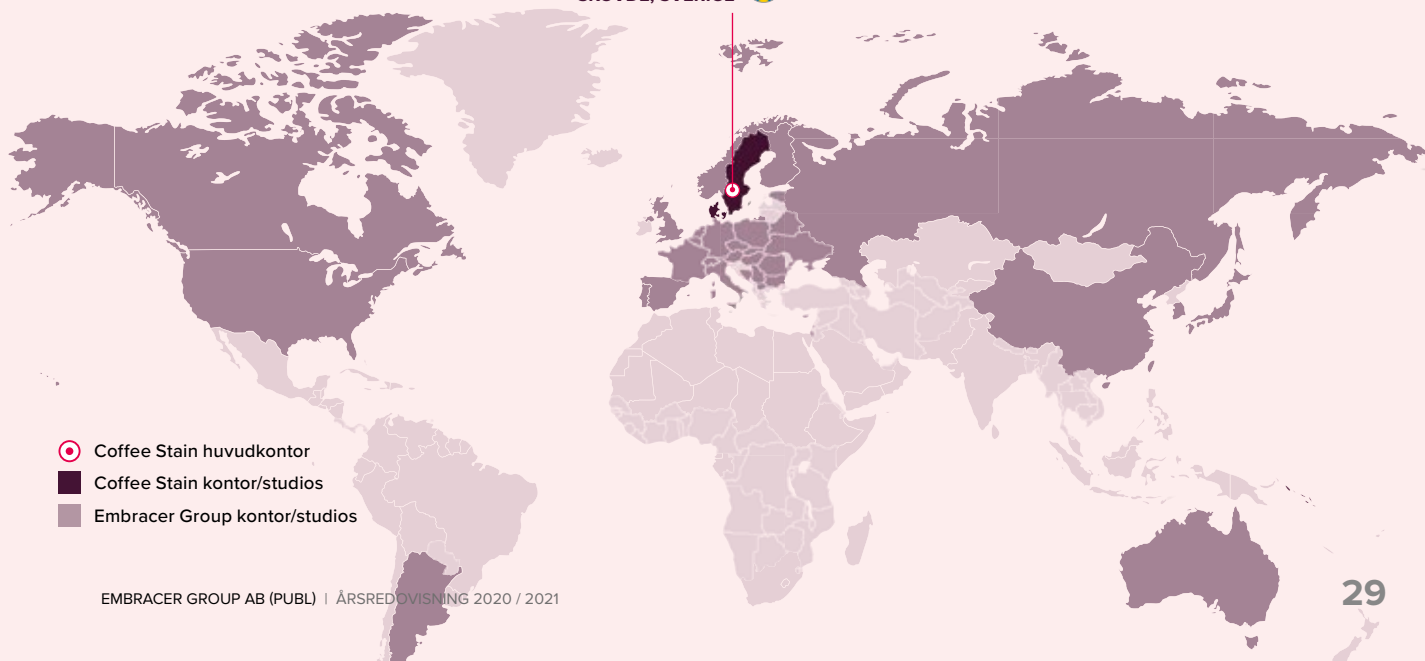 Coffee Stain huvudkontor
Coffee Stain kontor/studios
Embracer Group kontor/studios
EMBRACER GROUP AB (PUBL) | ÅRSREDOVISNING 2020 / 2021
29